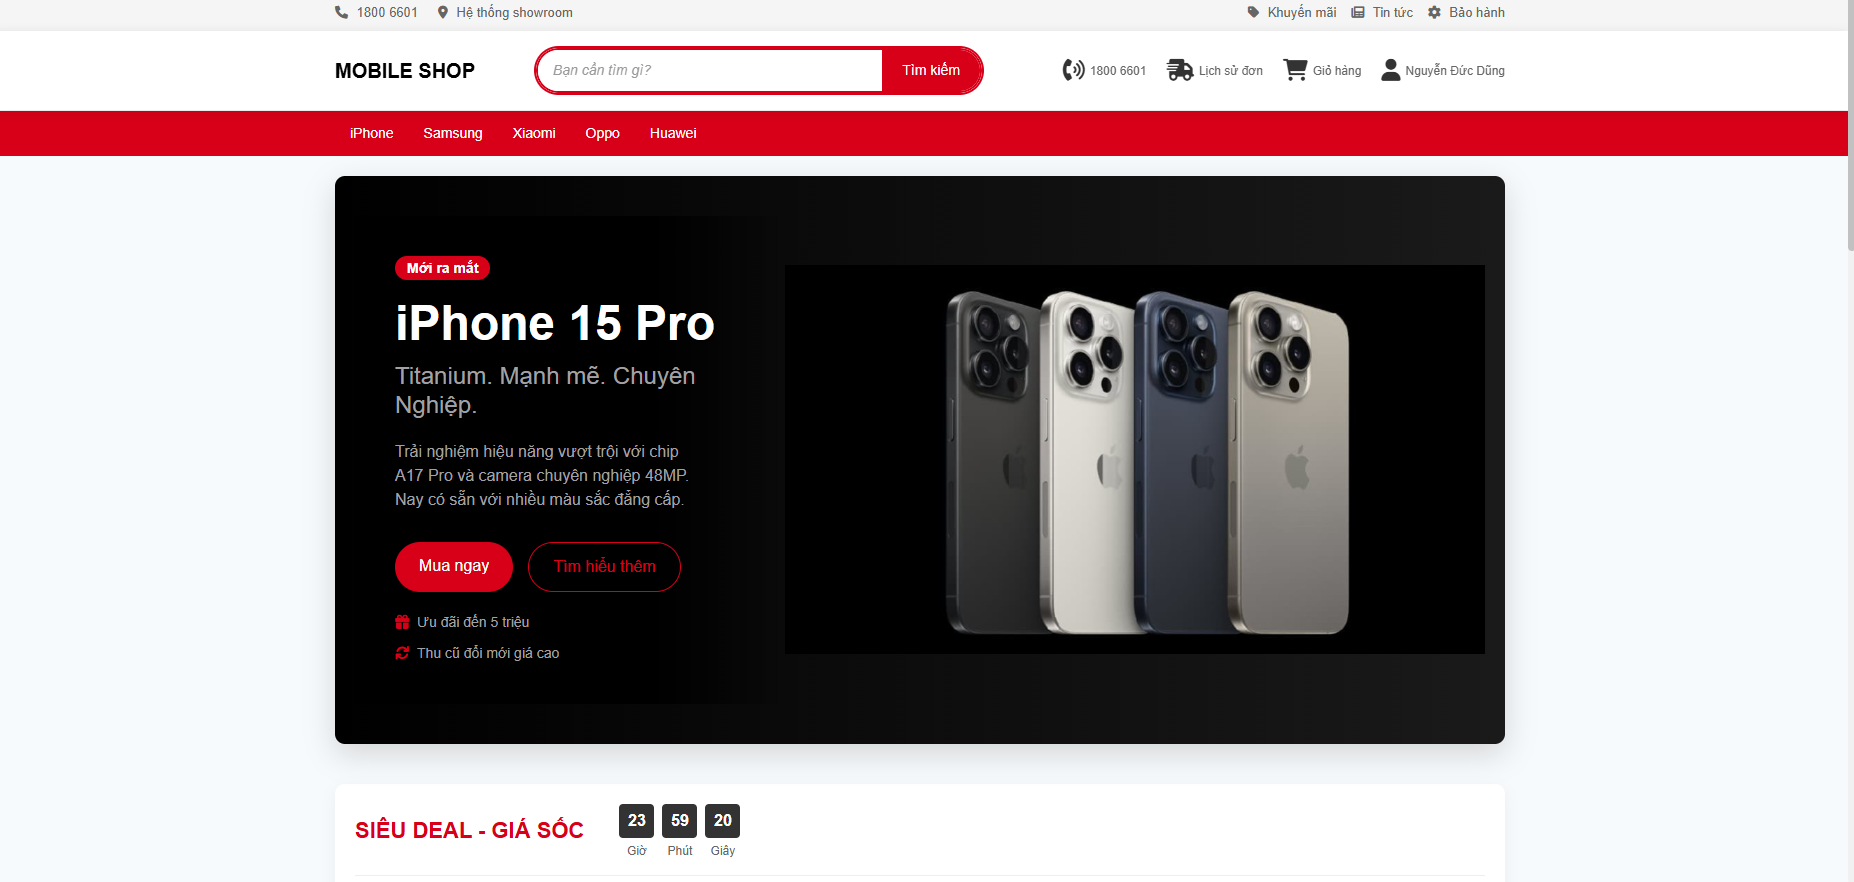 1800 6601 Hệ thống showroom Khuyến mãi Tin tức Bảo hành
MOBILE SHOP Bạn cần tìm gì? Tìm kiếm 1800 6601 Lịch sử đơn Giỏ hàng Nguyễn Đức Dũng
iPhone Samsung Xiaomi Oppo Huawei
Mới ra mắt
iPhone 15 Pro
Titanium. Mạnh mẽ. Chuyên
Nghiệp.
Trải nghiệm hiệu năng vượt trội với chip
A17 Pro và camera chuyên nghiệp 48MP.
Nay có sẵn với nhiều màu sắc đẳng cấp.
Mua ngay Tìm hiểu thêm
Ưu đãi đến 5 triệu
Thu cũ đổi mới giá cao
SIÊU DEAL - GIÁ SỐC 23 59 20
Giờ Phút Giây